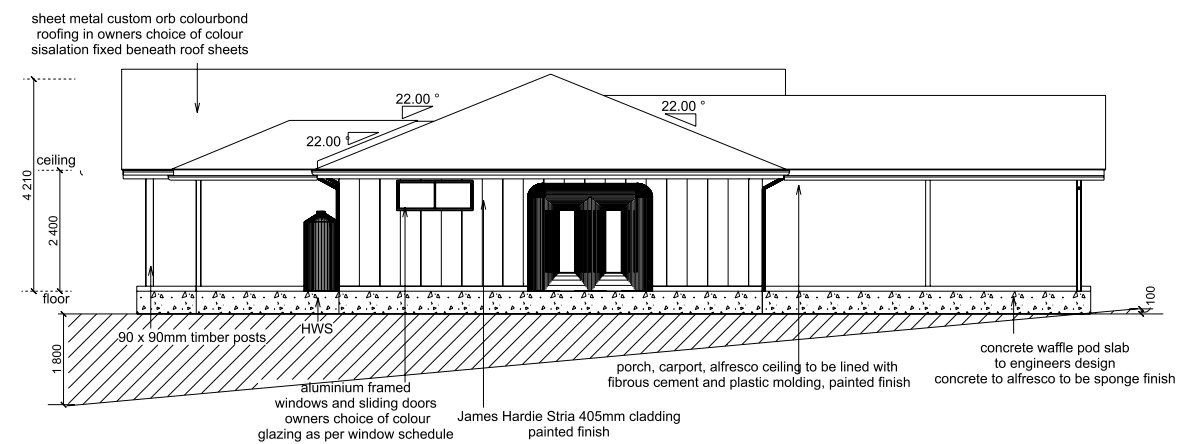 sheet metal custom orb colourbond
roofing in owners choice of colour
sisalation fixed beneath roof sheets
22.00 °
22.00 °
22.00 °
ceiling
4 210
2 400
floor
100
HWS
90 x 90mm timber posts
1 800
concrete waffle pod slab
to engineers design
concrete to alfresco to be sponge finish
porch, carport, alfresco ceiling to be lined with
fibrous cement and plastic molding, painted finish
aluminium framed
windows and sliding doors
owners choice of colour
glazing as per window schedule
James Hardie Stria 405mm cladding
painted finish